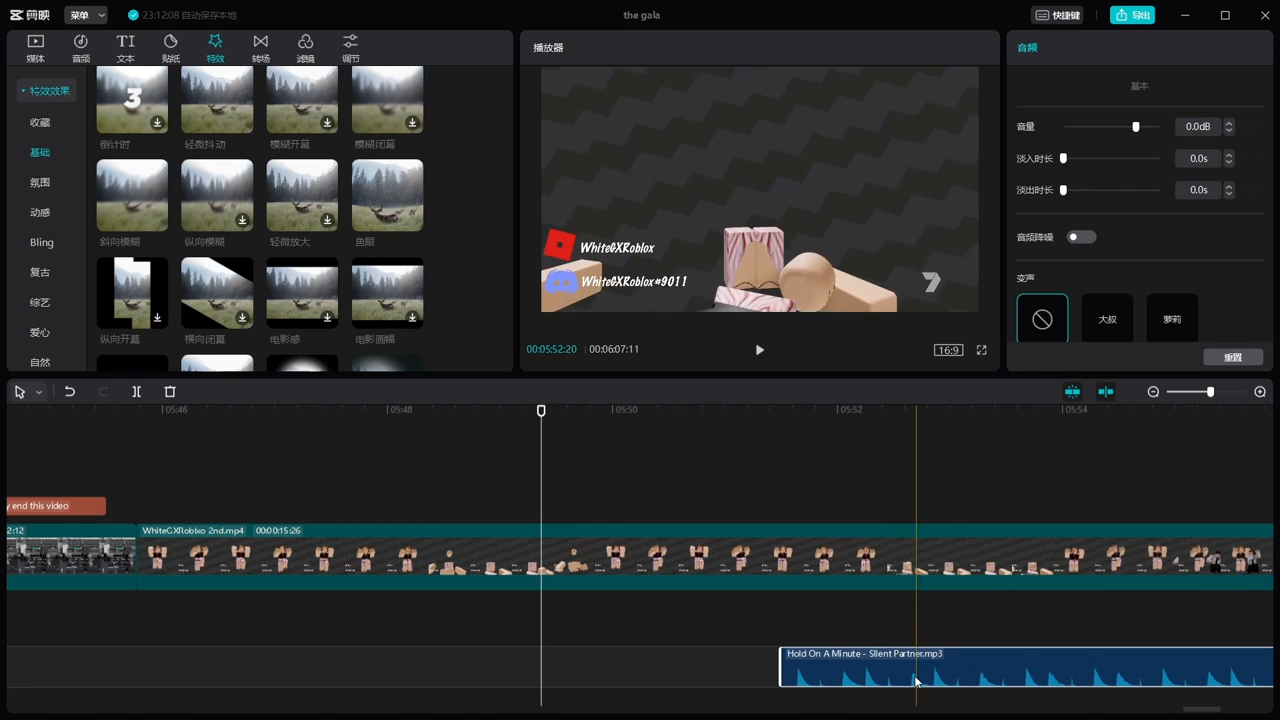 剪映
菜单
23:12:08 自动保存本地
the gala
快捷键
导出
媒体
音频
文本
贴纸
特效
转场
滤镜
调节
特效效果
收藏
基础
氛围
动感
Bling
复古
综艺
爱心
自然
3
倒计时
轻微抖动
模糊开幕
模糊闭幕
斜向模糊
纵向模糊
轻微放大
鱼眼
纵向开幕
横向闭幕
电影感
电影画幅
播放器
WhiteGXRoblox
WhiteGXRoblox#9011
00:05:52:20
00:06:07:11
16:9
音频
基本
音量
0.0dB
淡入时长
0.0s
淡出时长
0.0s
音频降噪
变声
大叔
萝莉
重置
05:46
05:48
05:50
05:52
05:54
y end this video
2:12
WhiteGXRoblxo 2nd.mp4
00:00:15:26
Hold On A Minute - SIlent Partner.mp3